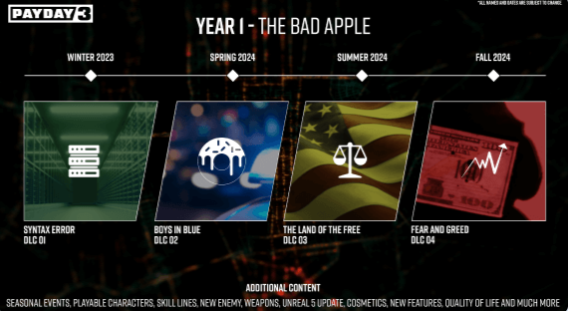 PAYDAY 3
*ALL NAMES AND DATES ARE SUBJECT TO CHANGE
YEAR 1 - THE BAD APPLE
WINTER 2023
SPRING 2024
SUMMER 2024
FALL 2024
SYNTAX ERROR
DLC 01
BOYS IN BLUE
DLC 02
THE LAND OF THE FREE
DLC 03
FEAR AND GREED
DLC 04
100
ADDITIONAL CONTENT
SEASONAL EVENTS, PLAYABLE CHARACTERS, SKILL LINES, NEW ENEMY, WEAPONS, UNREAL 5 UPDATE, COSMETICS, NEW FEATURES, QUALITY OF LIFE AND MUCH MORE